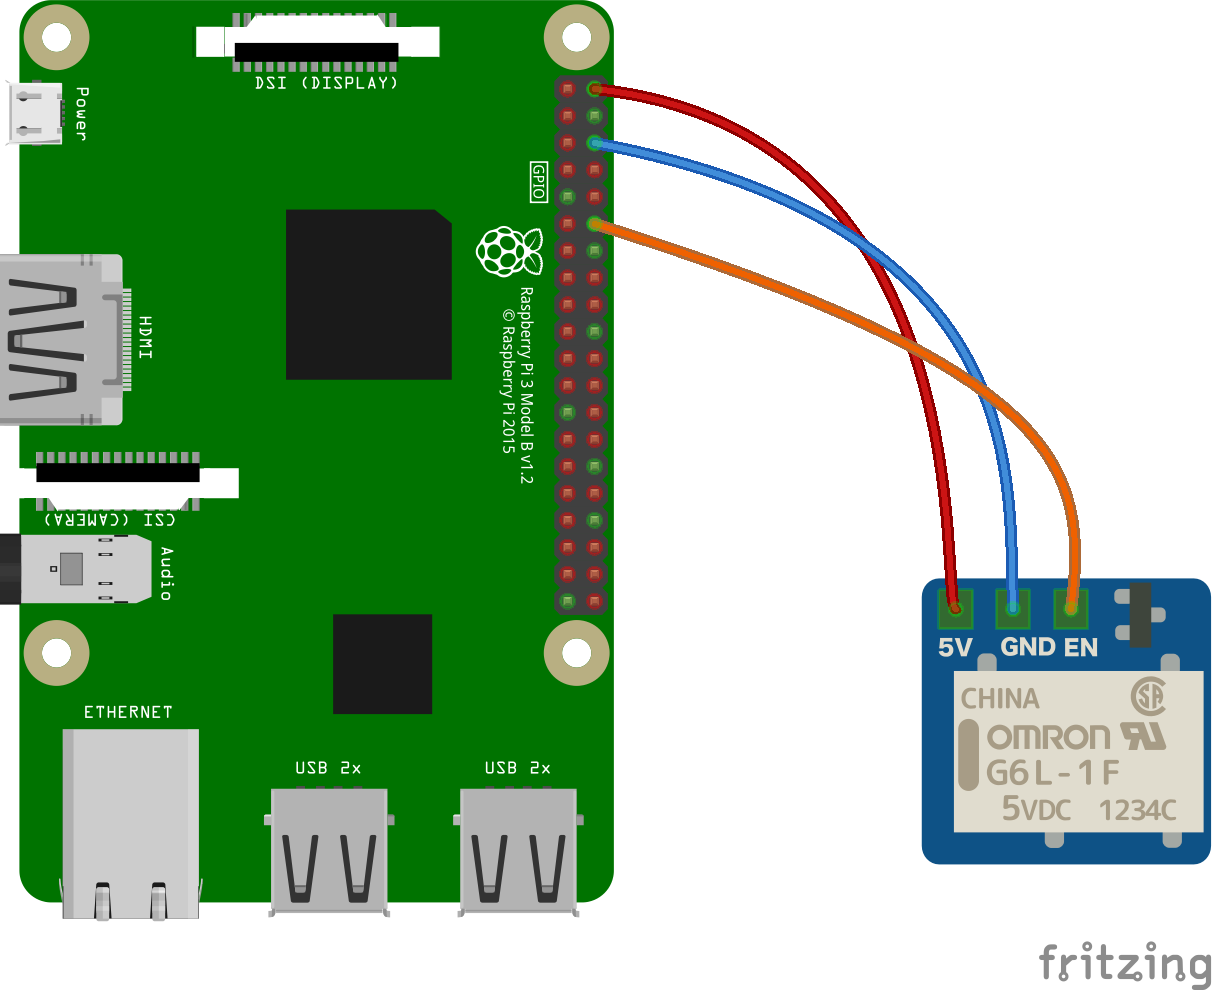 DSI (DISPLAY)
Power
GPIO
Raspberry Pi 3 Model B v1.2
© Raspberry Pi 2015
HDMI
CSI (CAMERA)
Audio
5V GND EN
CHINA
OMRON
G6L-1F
5VDC 1234C
ETHERNET
USB 2x
USB 2x
fritzing